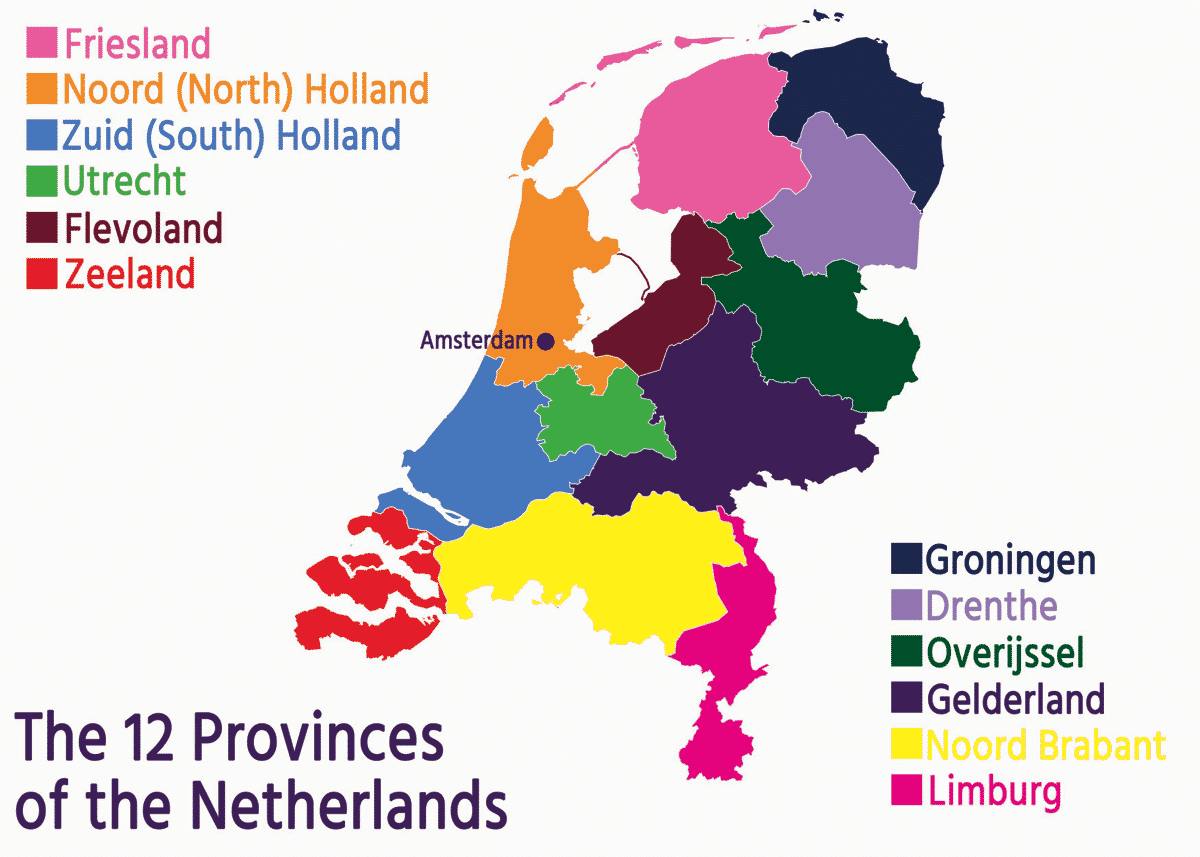 Friesland
Noord (North) Holland
Zuid (South) Holland
Utrecht
Flevoland
Zeeland
Amsterdam
Groningen
Drenthe
Overijssel
Gelderland
Noord Brabant
Limburg
The 12 Provinces
of the Netherlands